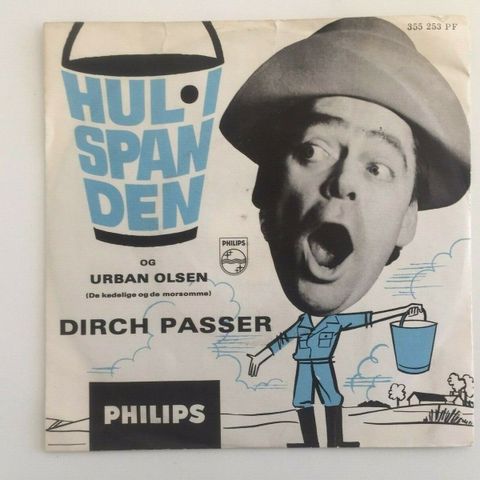 355 253 PF
HUL I
SPAN
DEN
PHILIPS
OG
URBAN OLSEN
(De kedelige og de morsomme)
DIRCH PASSER
PHILIPS